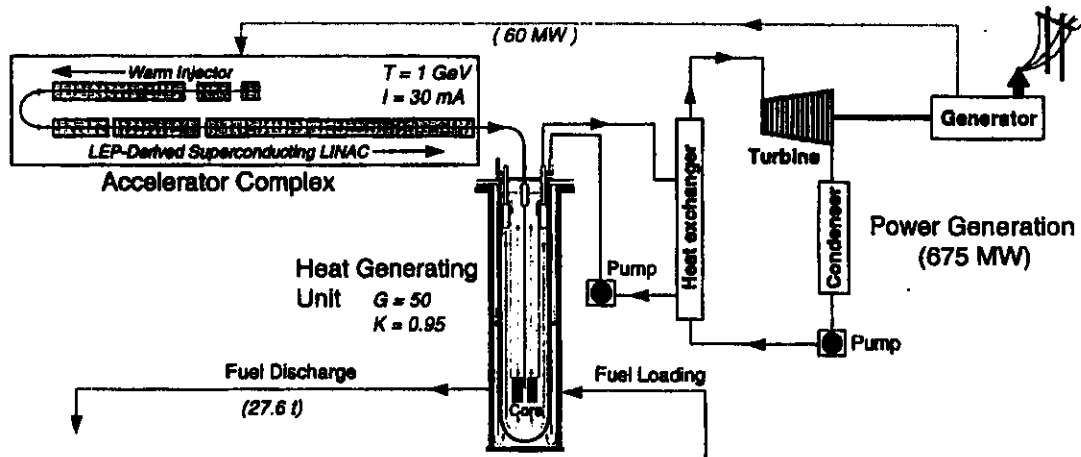 ( 60 MW )
Warm Injector
T = 1 GeV
I = 30 mA
LEP-Derived Superconducting LINAC
Accelerator Complex
Generator
Turbine
Heat exchanger
Condenser
Power Generation
(675 MW)
Pump
Heat Generating
Unit
G = 50
K = 0.95
Pump
Fuel Discharge
(27.6 t)
Fuel Loading
Core